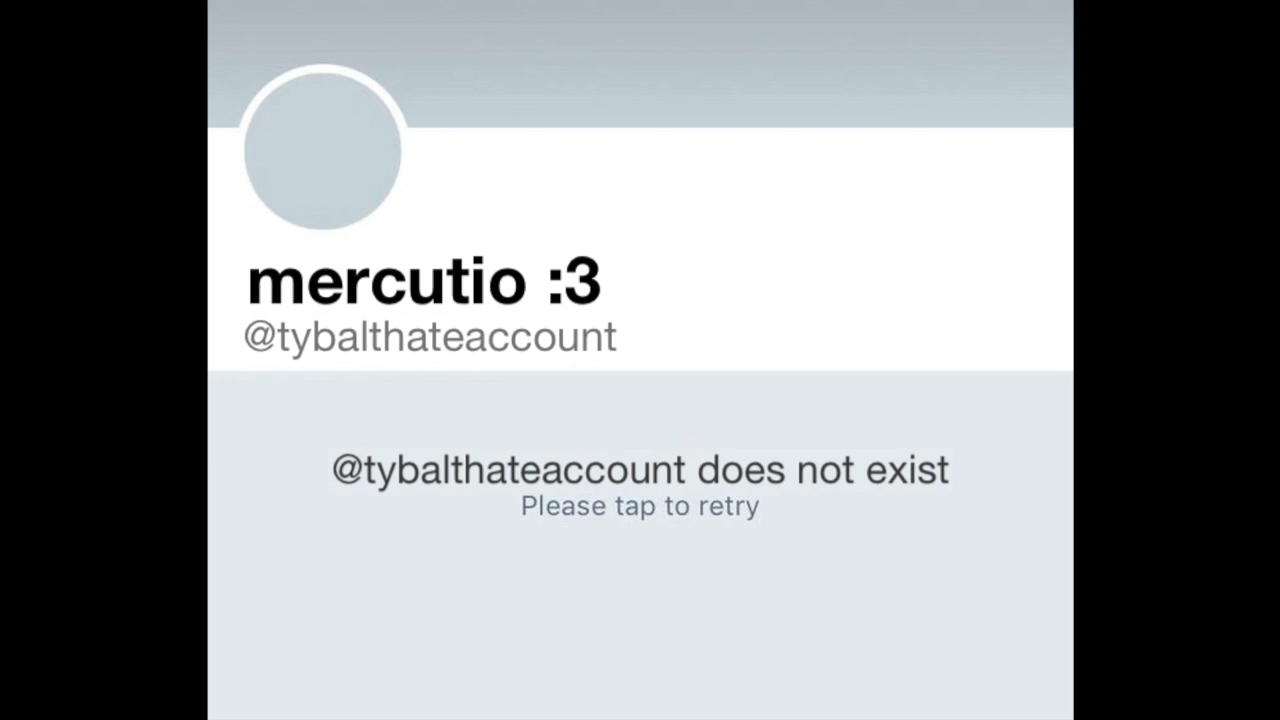 mercutio :3
@tybalthateaccount
@tybalthateaccount does not exist
Please tap to retry